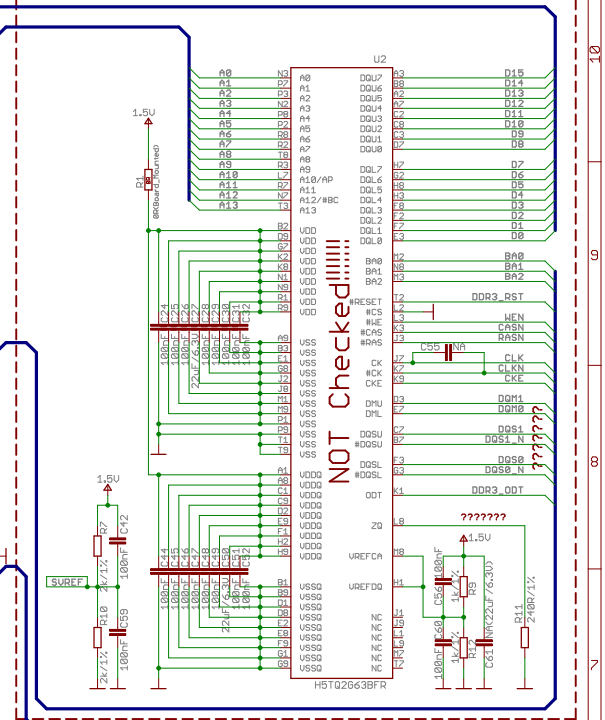 U2
A0 N3 A0 DQU7 A3 D15
A1 P7 A1 DQU6 B8 D14
A2 P3 A2 DQU5 A2 D13
A3 N2 A3 DQU4 A7 D12
A4 P8 A4 DQU3 C2 D11
A5 P2 A5 DQU2 C8 D10
A6 R8 A6 DQU1 C3 D9
A7 R2 A7 DQU0 D7 D8
A8 T8 A8
A9 R3 A9 DQL7 H7 D7
A10 L7 A10/AP DQL6 G2 D6
A11 R7 A11 DQL5 H8 D5
A12 N7 A12/#BC DQL4 H3 D4
A13 T3 A13 DQL3 F8 D3
DQL2 F2 D2
DQL1 F7 D1
DQL0 E3 D0
1.5V
R1
0R(Board_Mounted)
B2 VDD
D9 VDD
G7 VDD
K2 VDD BA0 M2 BA0
K8 VDD BA1 N8 BA1
N1 VDD BA2 M3 BA2
N9 VDD
R1 VDD #RESET T2 DDR3_RST
R9 VDD #CS L2
#WE L3 WEN
#CAS K3 CASN
#RAS J3 RASN
C24 C25 C26 C27 C28 C29 C30 C31 C32
100nF 100nF 100nF 22uF/6.3V 100nF 100nF 100nF 100nF 100nF
A9 VSS
B3 VSS C55 NA
E1 VSS CK J7 CLK
G8 VSS #CK K7 CLKN
J2 VSS CKE K9 CKE
J8 VSS
M1 VSS DMU D3 DQM1
M9 VSS DML E7 DQM0
P1 VSS
P9 VSS DQSU C7 DQS1
T1 VSS #DQSU B7 DQS1_N
T9 VSS
DQSL F3 DQS0
#DQSL G3 DQS0_N
??????
NOT Checked!!!!!
A1 VDDQ
A8 VDDQ
C1 VDDQ ODT K1 DDR3_ODT
C9 VDDQ
D2 VDDQ
E9 VDDQ ZQ L8
F1 VDDQ
H2 VDDQ
H9 VDDQ VREFCA M8
???????
1.5V
C44 C45 C46 C47 C48 C49 C50 C51 C52
100nF 100nF 100nF 100nF 100nF 100nF 22uF/6.3V 100nF 100nF
B1 VSSQ VREFDQ H1
B9 VSSQ
D1 VSSQ
D8 VSSQ NC J1
E2 VSSQ NC J9
E8 VSSQ NC L1
F9 VSSQ NC L9
G1 VSSQ NC M7
G9 VSSQ NC T7
H5TQ2G63BFR
1.5V
R7
2k/1%
C42
100nF
SVREF
R10
2k/1%
C59
100nF
C56
100nF
R9
1k/1%
C60
100nF
R12
1k/1%
C61
NA(22uF/6.3V)
R11
240R/1%
10
9
8
7